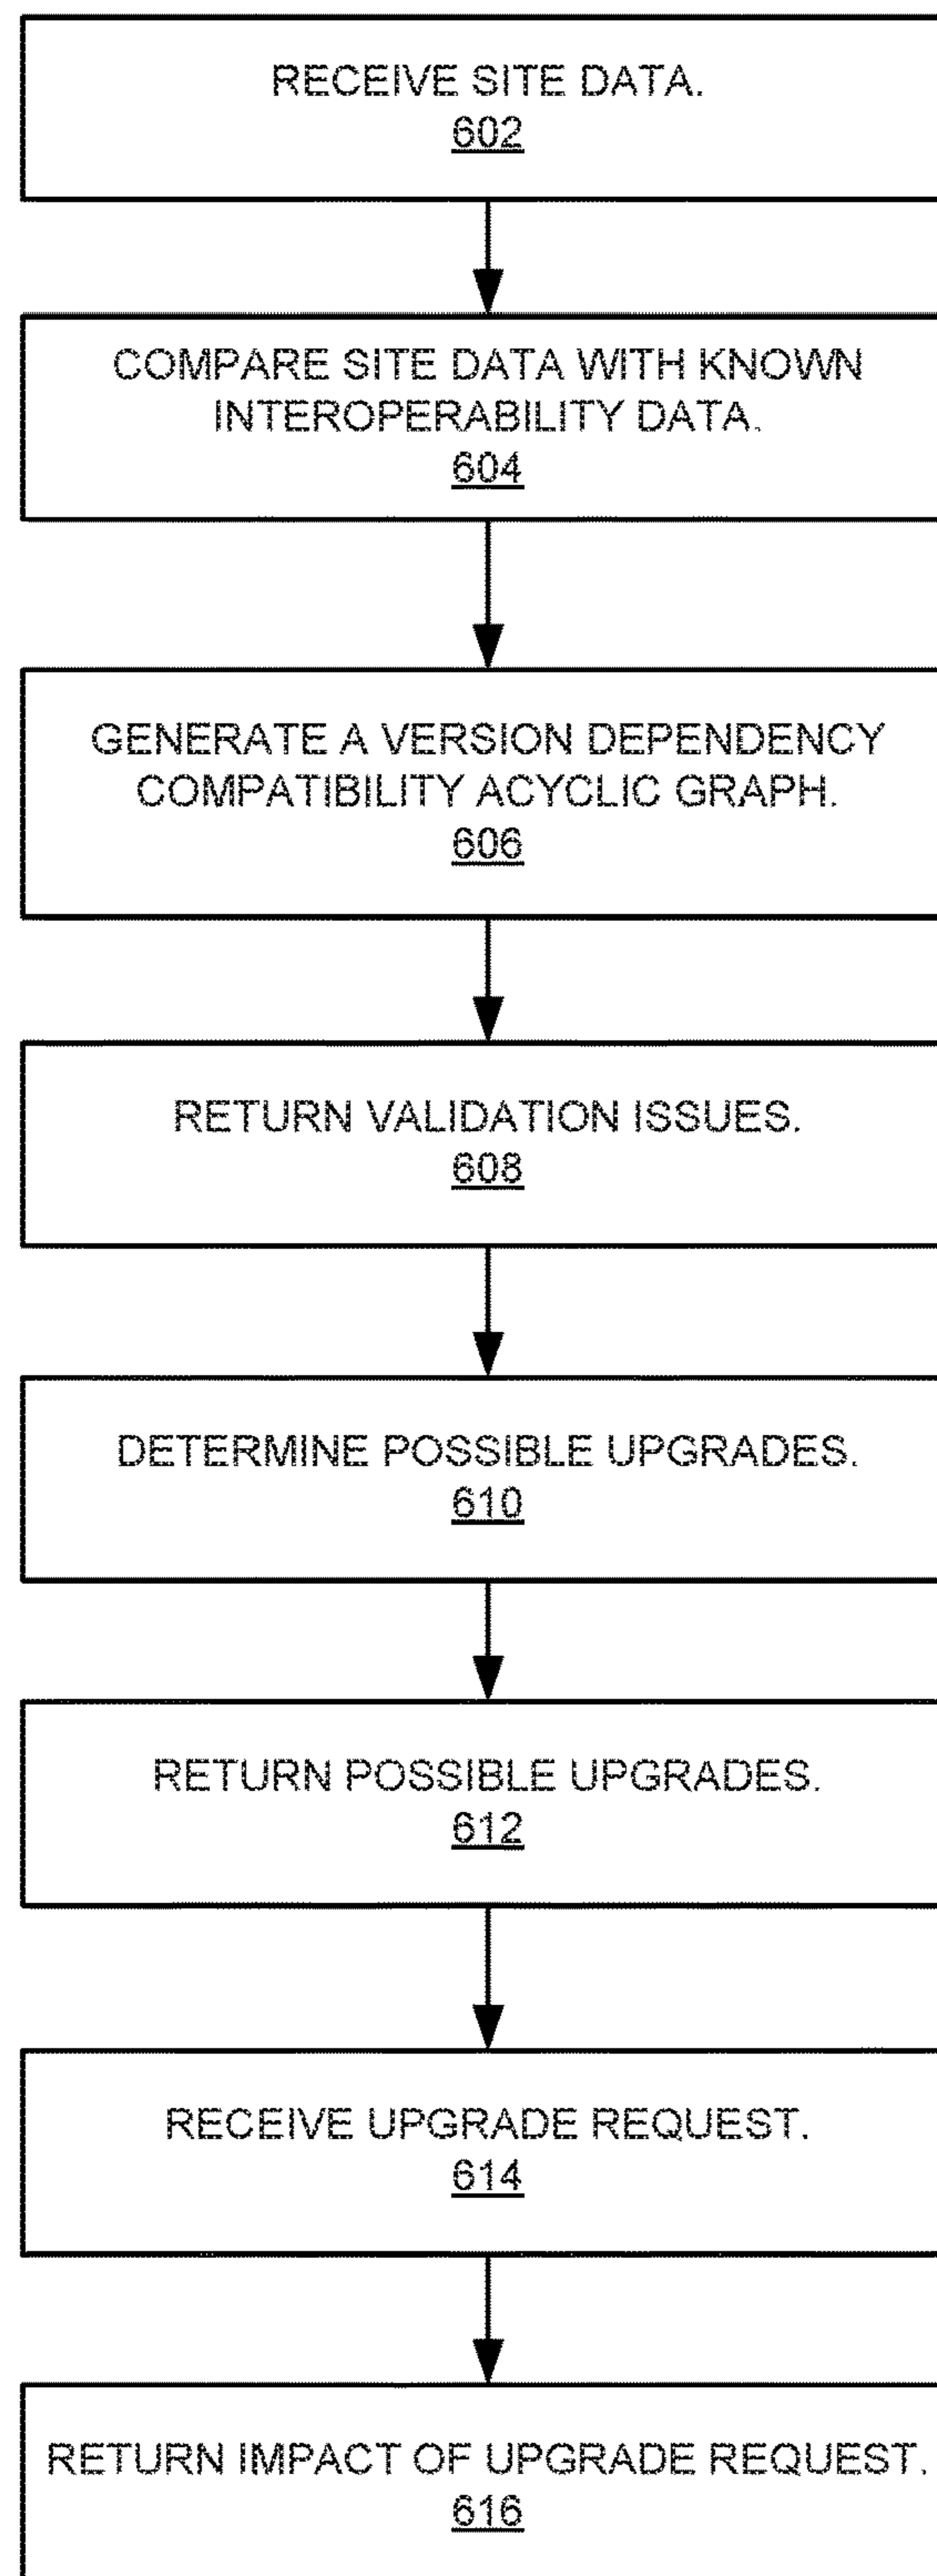 RECEIVE SITE DATA.
602
COMPARE SITE DATA WITH KNOWN
INTEROPERABILITY DATA.
604
GENERATE A VERSION DEPENDENCY
COMPATIBILITY ACYCLIC GRAPH.
606
RETURN VALIDATION ISSUES.
608
DETERMINE POSSIBLE UPGRADES.
610
RETURN POSSIBLE UPGRADES.
612
RECEIVE UPGRADE REQUEST.
614
RETURN IMPACT OF UPGRADE REQUEST.
616